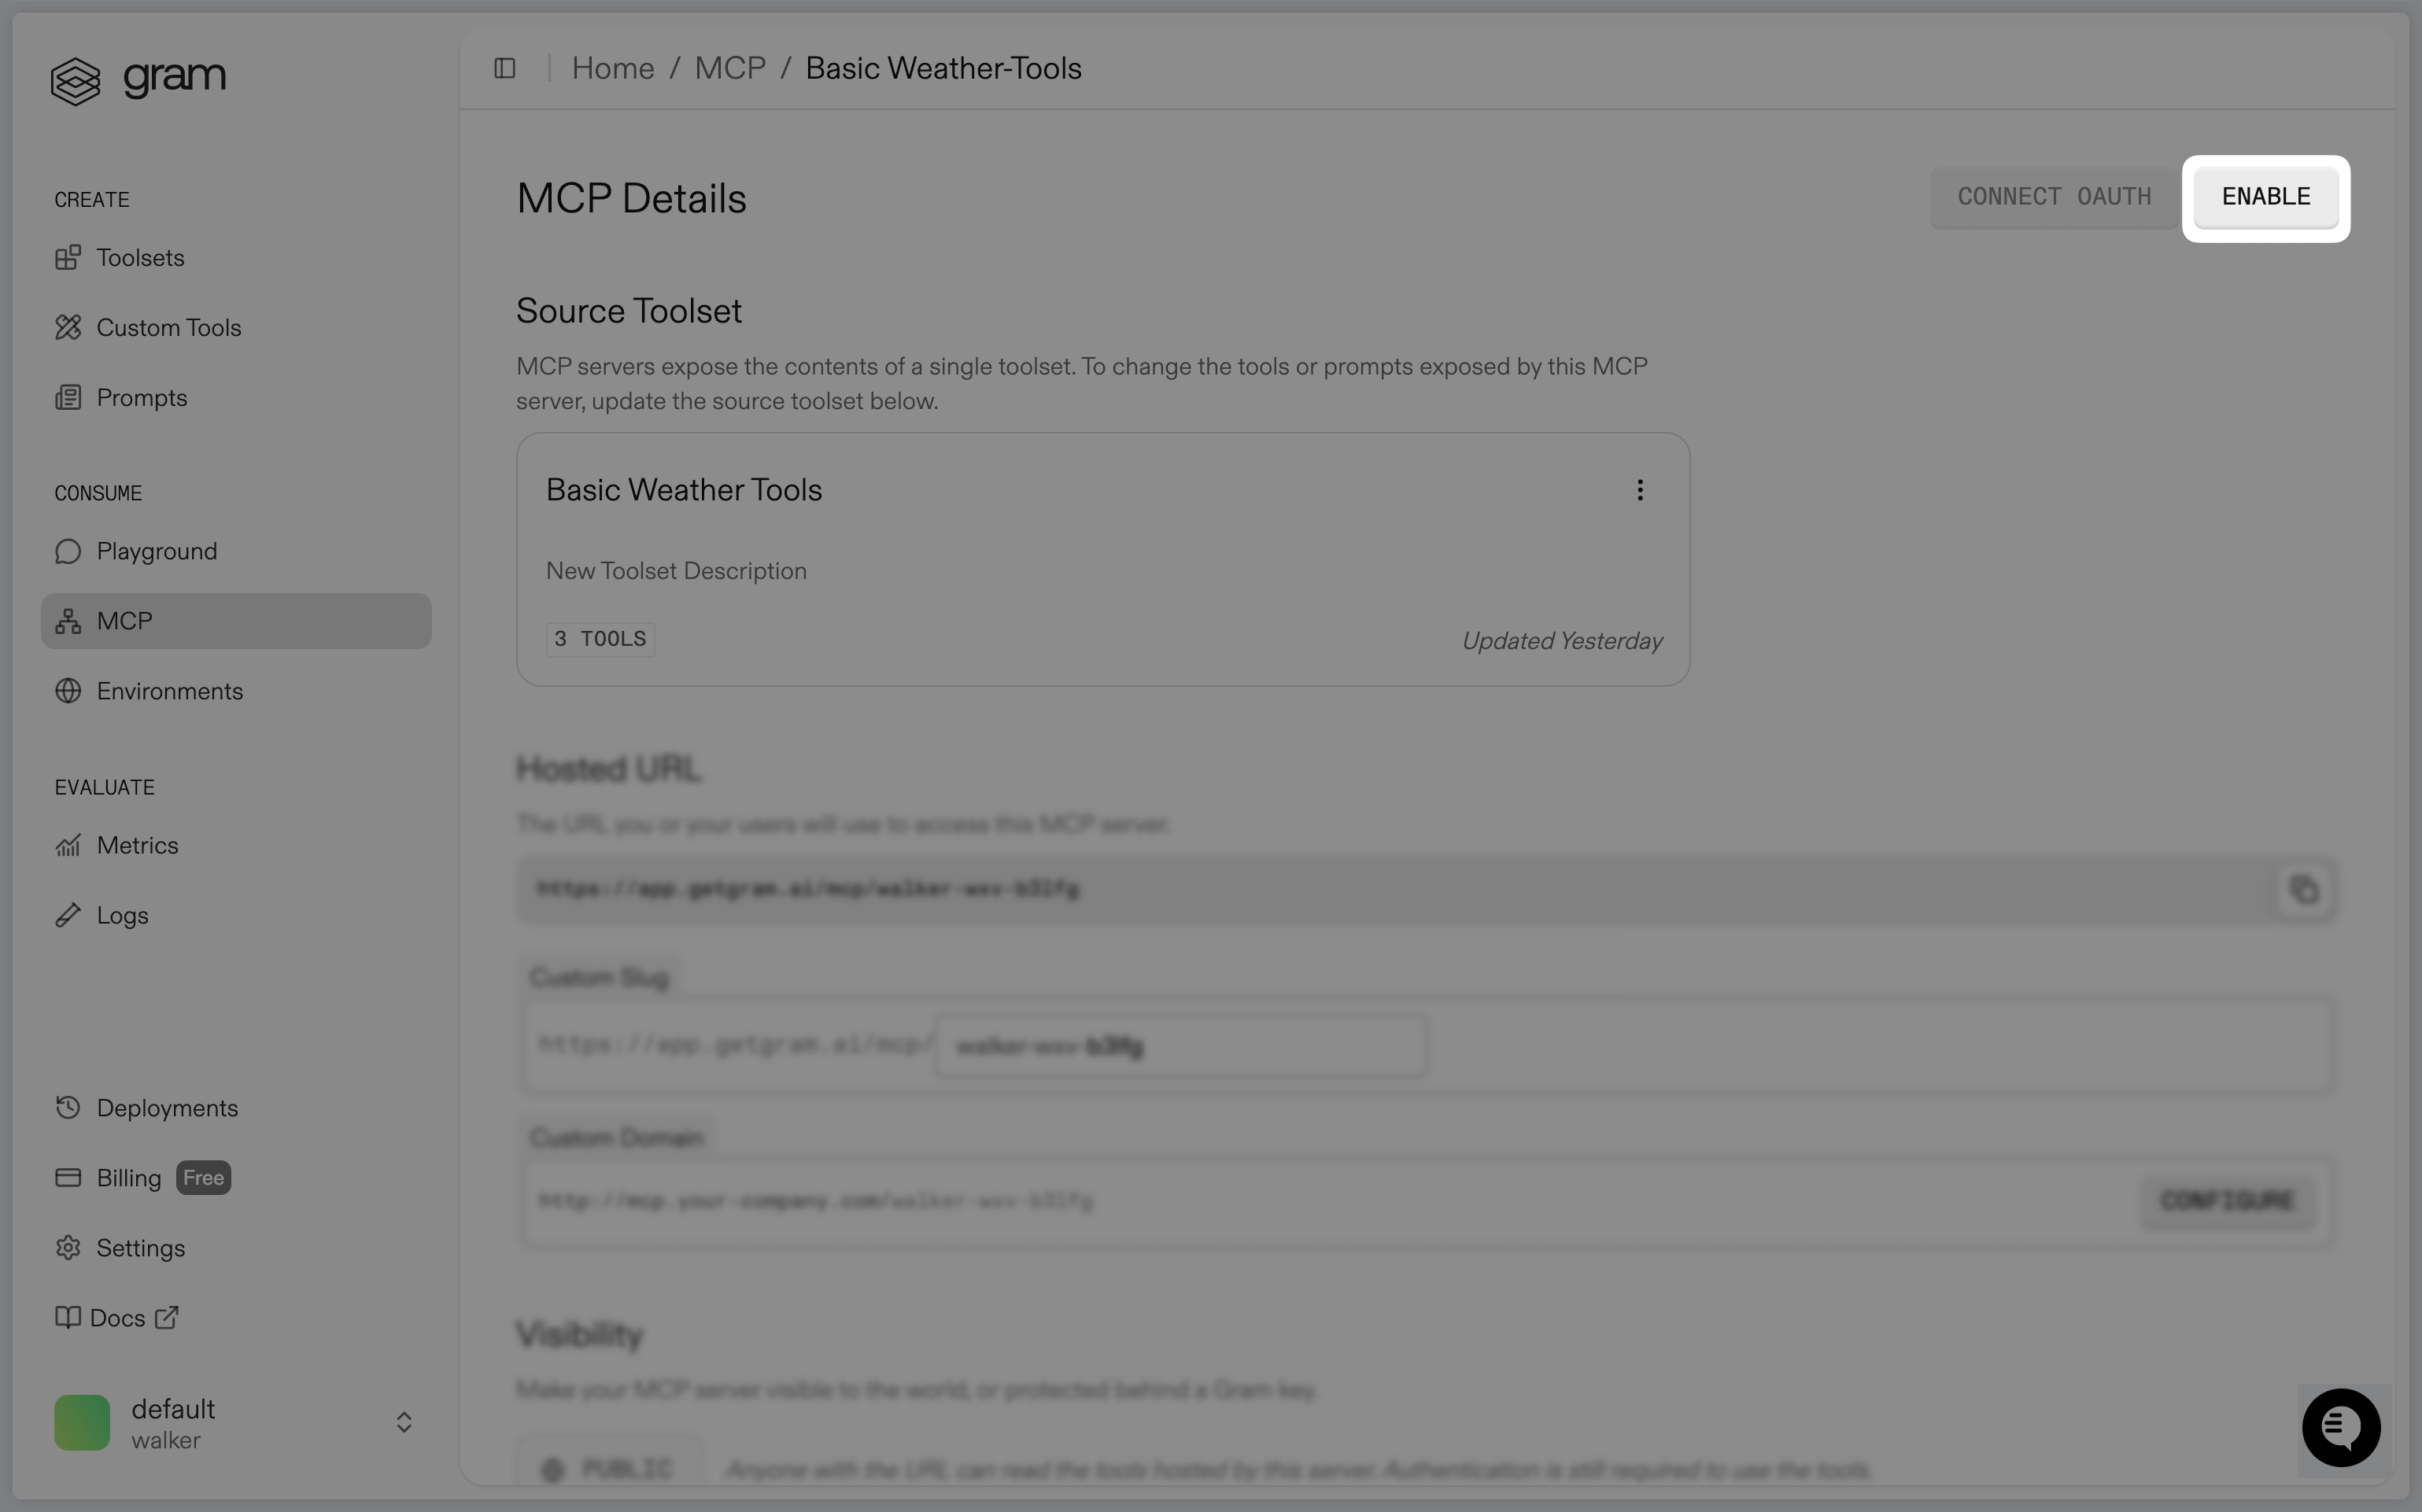 gram
Home / MCP / Basic Weather-Tools
CREATE
Toolsets
Custom Tools
Prompts
CONSUME
Playground
MCP
Environments
EVALUATE
Metrics
Logs
Deployments
Billing Free
Settings
Docs
default
walker
MCP Details
CONNECT OAUTH
ENABLE
Source Toolset
MCP servers expose the contents of a single toolset. To change the tools or prompts exposed by this MCP
server, update the source toolset below.
Basic Weather Tools
New Toolset Description
3 TOOLS
Updated Yesterday
Hosted URL
The URL you or your users will use to access this MCP server.
https://app.getgram.ai/mcp/walker-wxv-b3lfg
Custom Slug
https://app.getgram.ai/mcp/ walker-wxv-b3lfg
Custom Domain
http://mcp.your-company.com/walker-wxv-b3lfg
CONFIGURE
Visibility
Make your MCP server visible to the world, or protected behind a Gram key.
PUBLIC
Anyone with the URL can read the tools hosted by this server. Authentication is still required to use the tools.